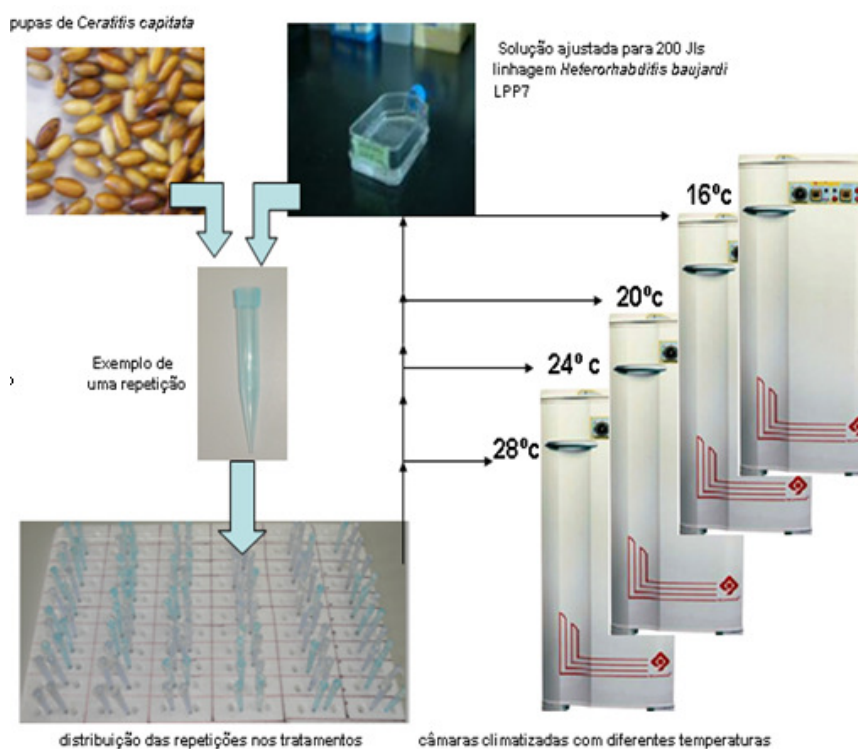 pupas de Ceratitis capitata
Solução ajustada para 200 JIs
linhagem Heterorhabditis baujardi
LPP7
16ºc
20ºc
24º c
28ºc
Exemplo de
uma repetição
distribuição das repetições nos tratamentos
câmaras climatizadas com diferentes temperaturas